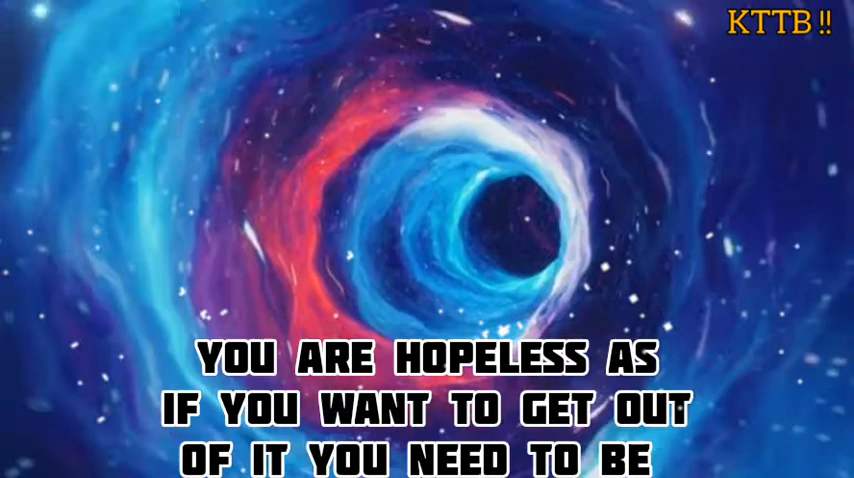 KTTB !!
YOU ARE HOPELESS AS
IF YOU WANT TO GET OUT
OF IT YOU NEED TO BE